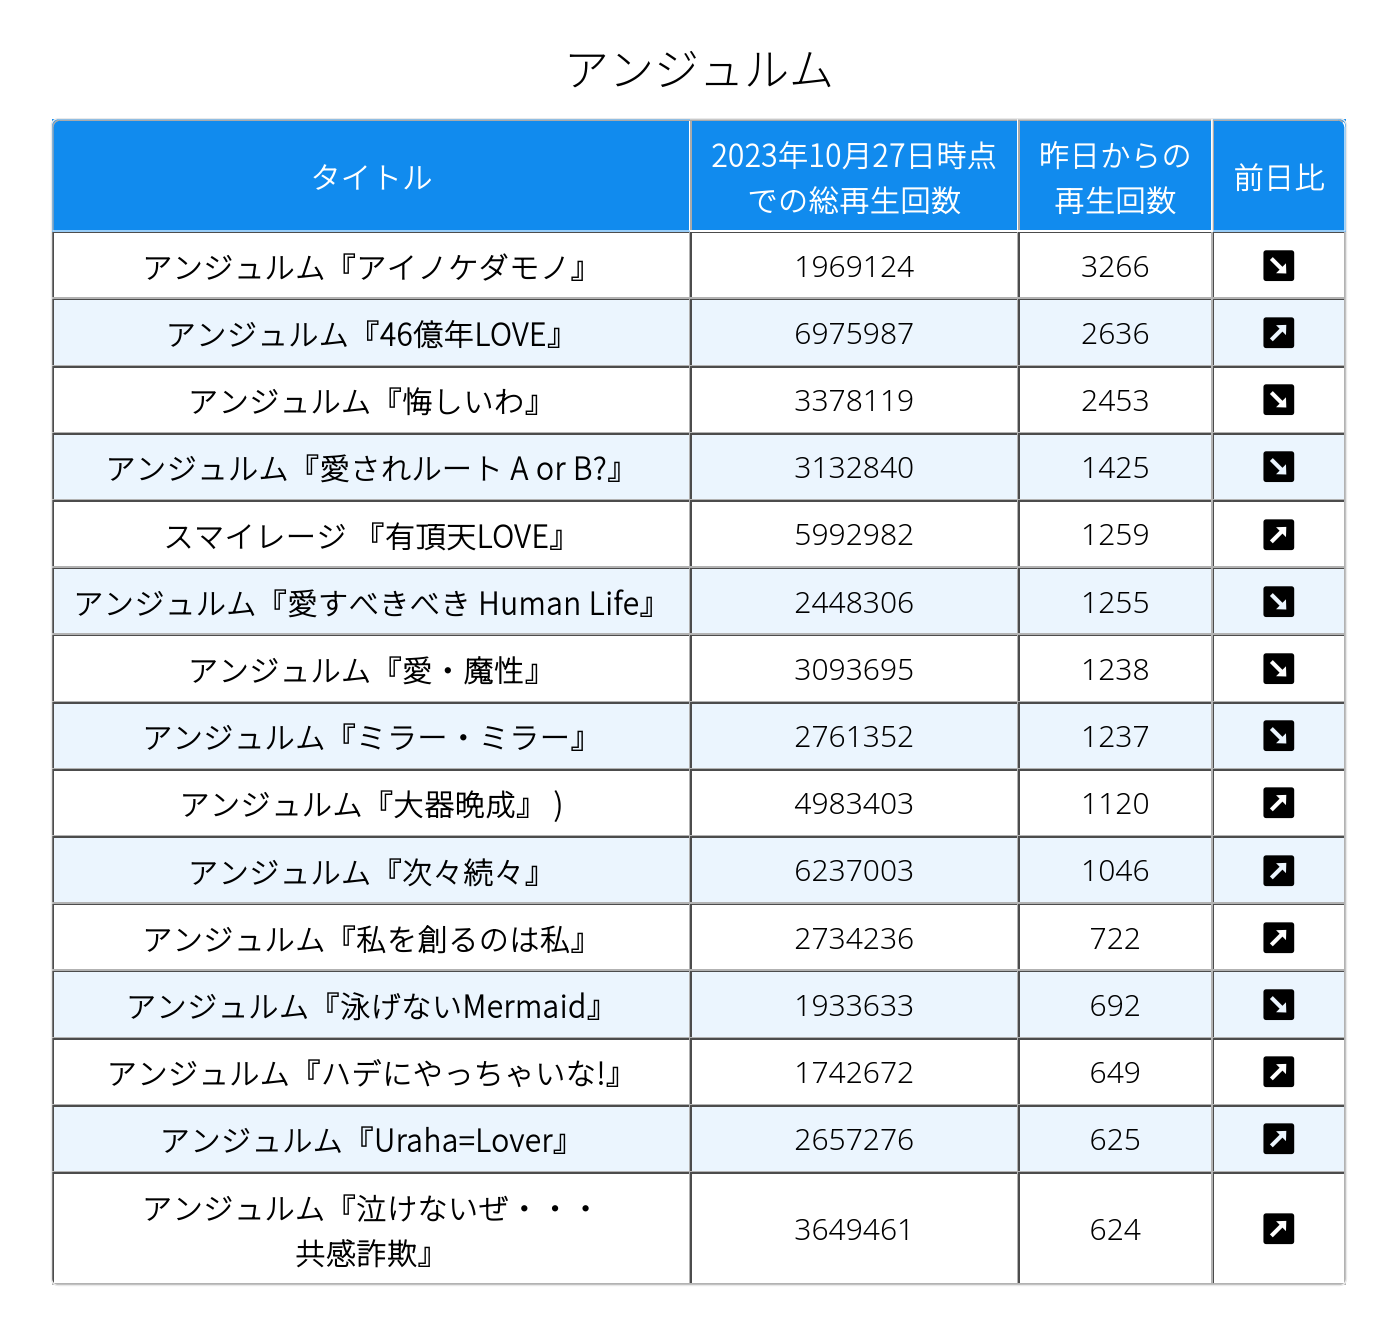 アンジュルム
タイトル
2023年10月27日時点
での総再生回数
昨日からの
再生回数
前日比
アンジュルム『アイノケダモノ』 1969124 3266 ↘
アンジュルム『46億年LOVE』 6975987 2636 ↗
アンジュルム『悔しいわ』 3378119 2453 ↘
アンジュルム『愛されルート A or B?』 3132840 1425 ↘
スマイレージ 『有頂天LOVE』 5992982 1259 ↗
アンジュルム『愛すべきべき Human Life』 2448306 1255 ↘
アンジュルム『愛・魔性』 3093695 1238 ↘
アンジュルム『ミラー・ミラー』 2761352 1237 ↘
アンジュルム『大器晩成』 ) 4983403 1120 ↗
アンジュルム『次々続々』 6237003 1046 ↗
アンジュルム『私を創るのは私』 2734236 722 ↗
アンジュルム『泳げないMermaid』 1933633 692 ↘
アンジュルム『ハデにやっちゃいな!』 1742672 649 ↗
アンジュルム『Uraha=Lover』 2657276 625 ↗
アンジュルム『泣けないぜ・・・
共感詐欺』 3649461 624 ↗